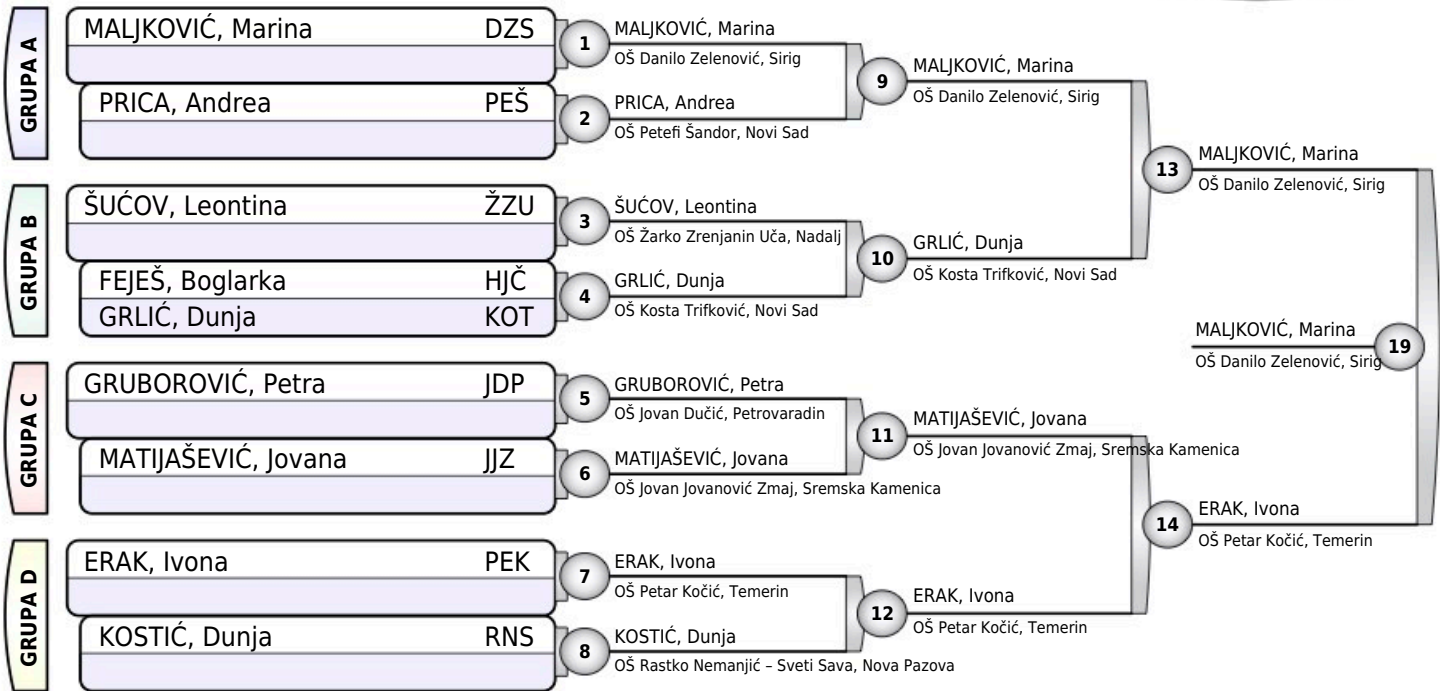 GRUPA A
MALJKOVIĆ, Marina DZS
PRICA, Andrea PEŠ
1
MALJKOVIĆ, Marina
OŠ Danilo Zelenović, Sirig
2
PRICA, Andrea
OŠ Petefi Šandor, Novi Sad
9
MALJKOVIĆ, Marina
OŠ Danilo Zelenović, Sirig
GRUPA B
ŠUĆOV, Leontina ŽZU
FEJEŠ, Boglarka HJČ
GRLIĆ, Dunja KOT
3
ŠUĆOV, Leontina
OŠ Žarko Zrenjanin Uča, Nadalj
4
GRLIĆ, Dunja
OŠ Kosta Trifković, Novi Sad
10
GRLIĆ, Dunja
OŠ Kosta Trifković, Novi Sad
13
MALJKOVIĆ, Marina
OŠ Danilo Zelenović, Sirig
GRUPA C
GRUBOROVIĆ, Petra JDP
MATIJAŠEVIĆ, Jovana JJZ
5
GRUBOROVIĆ, Petra
OŠ Jovan Dučić, Petrovaradin
6
MATIJAŠEVIĆ, Jovana
OŠ Jovan Jovanović Zmaj, Sremska Kamenica
11
MATIJAŠEVIĆ, Jovana
OŠ Jovan Jovanović Zmaj, Sremska Kamenica
GRUPA D
ERAK, Ivona PEK
KOSTIĆ, Dunja RNS
7
ERAK, Ivona
OŠ Petar Kočić, Temerin
8
KOSTIĆ, Dunja
OŠ Rastko Nemanjić – Sveti Sava, Nova Pazova
12
ERAK, Ivona
OŠ Petar Kočić, Temerin
14
ERAK, Ivona
OŠ Petar Kočić, Temerin
MALJKOVIĆ, Marina
OŠ Danilo Zelenović, Sirig
19